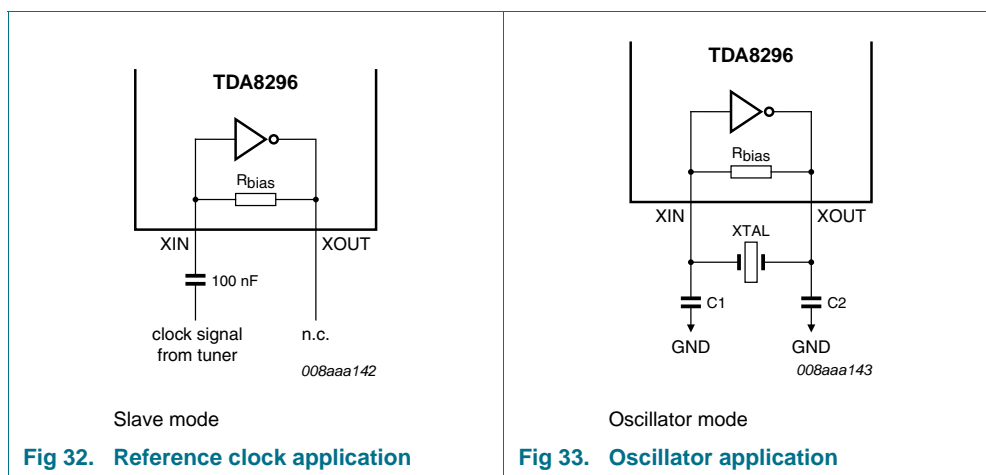 TDA8296
Rbias
XIN
XOUT
100 nF
clock signal
from tuner
n.c.
008aaa142
Slave mode
Fig 32. Reference clock application
TDA8296
Rbias
XIN
XOUT
XTAL
C1
C2
GND
GND
008aaa143
Oscillator mode
Fig 33. Oscillator application